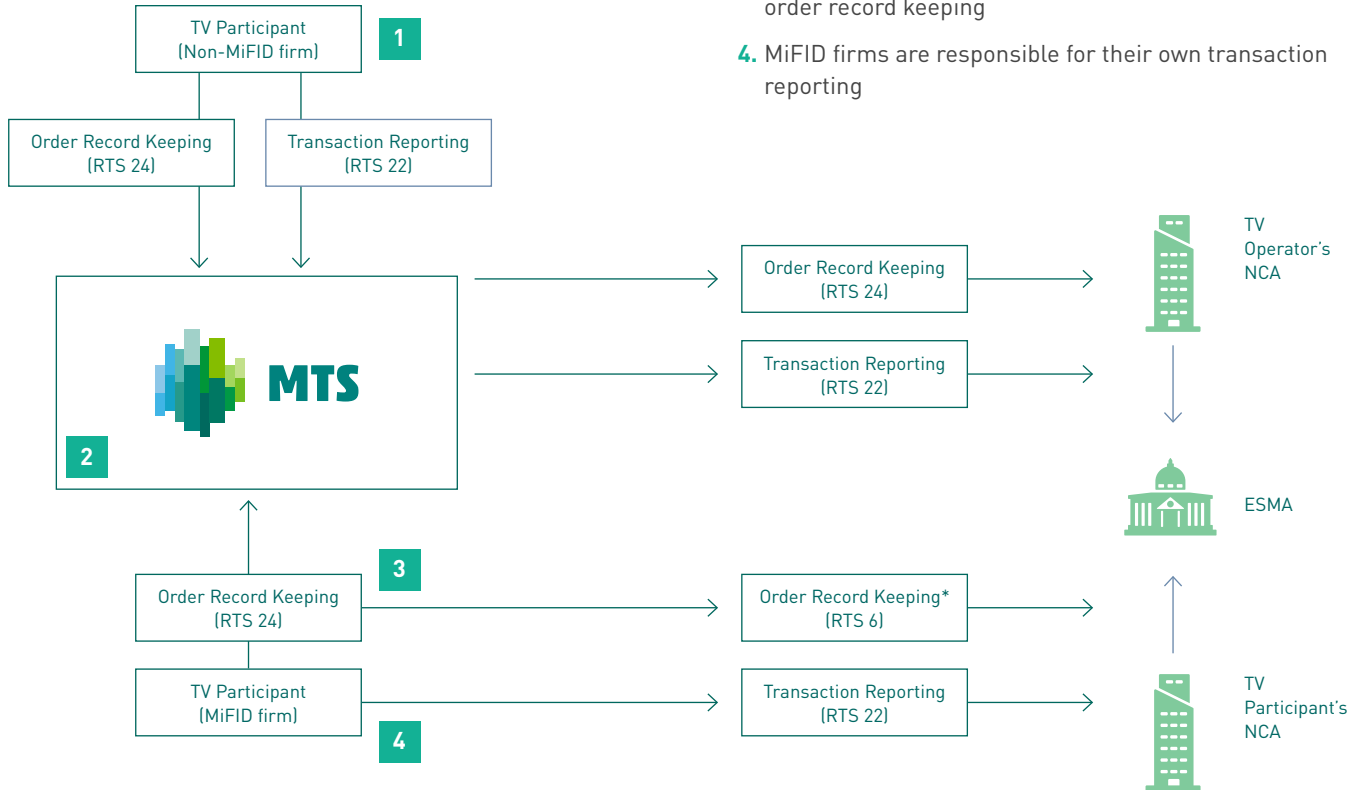 order record keeping
4. MiFID firms are responsible for their own transaction
reporting
TV Participant
(Non-MiFID firm)
1
Order Record Keeping
(RTS 24)
Transaction Reporting
(RTS 22)
MTS
2
Order Record Keeping
(RTS 24)
Transaction Reporting
(RTS 22)
TV
Operator's
NCA
ESMA
3
Order Record Keeping
(RTS 24)
Order Record Keeping*
(RTS 6)
TV Participant
(MiFID firm)
4
Transaction Reporting
(RTS 22)
TV
Participant's
NCA